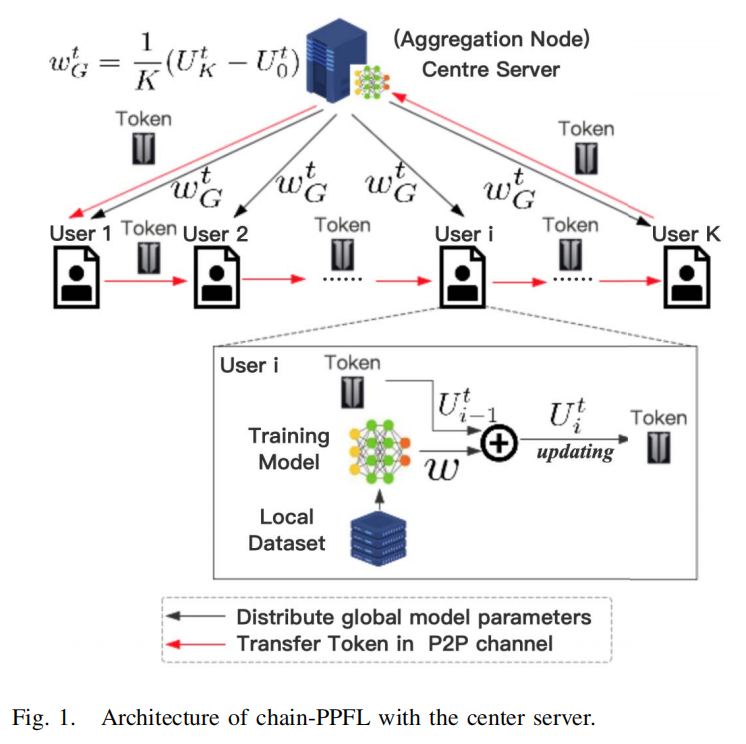 w_G^t = \frac{1}{K}(U_K^t - U_0^t)
(Aggregation Node)
Centre Server
Token
Token
w_G^t
w_G^t
w_G^t
w_G^t
User 1
Token
User 2
Token
User i
Token
User K
......
......
User i
Token
U_{i-1}^t
U_i^t
Token
Training
Model
w
updating
Local
Dataset
Distribute global model parameters
Transfer Token in P2P channel
Fig. 1. Architecture of chain-PPFL with the center server.